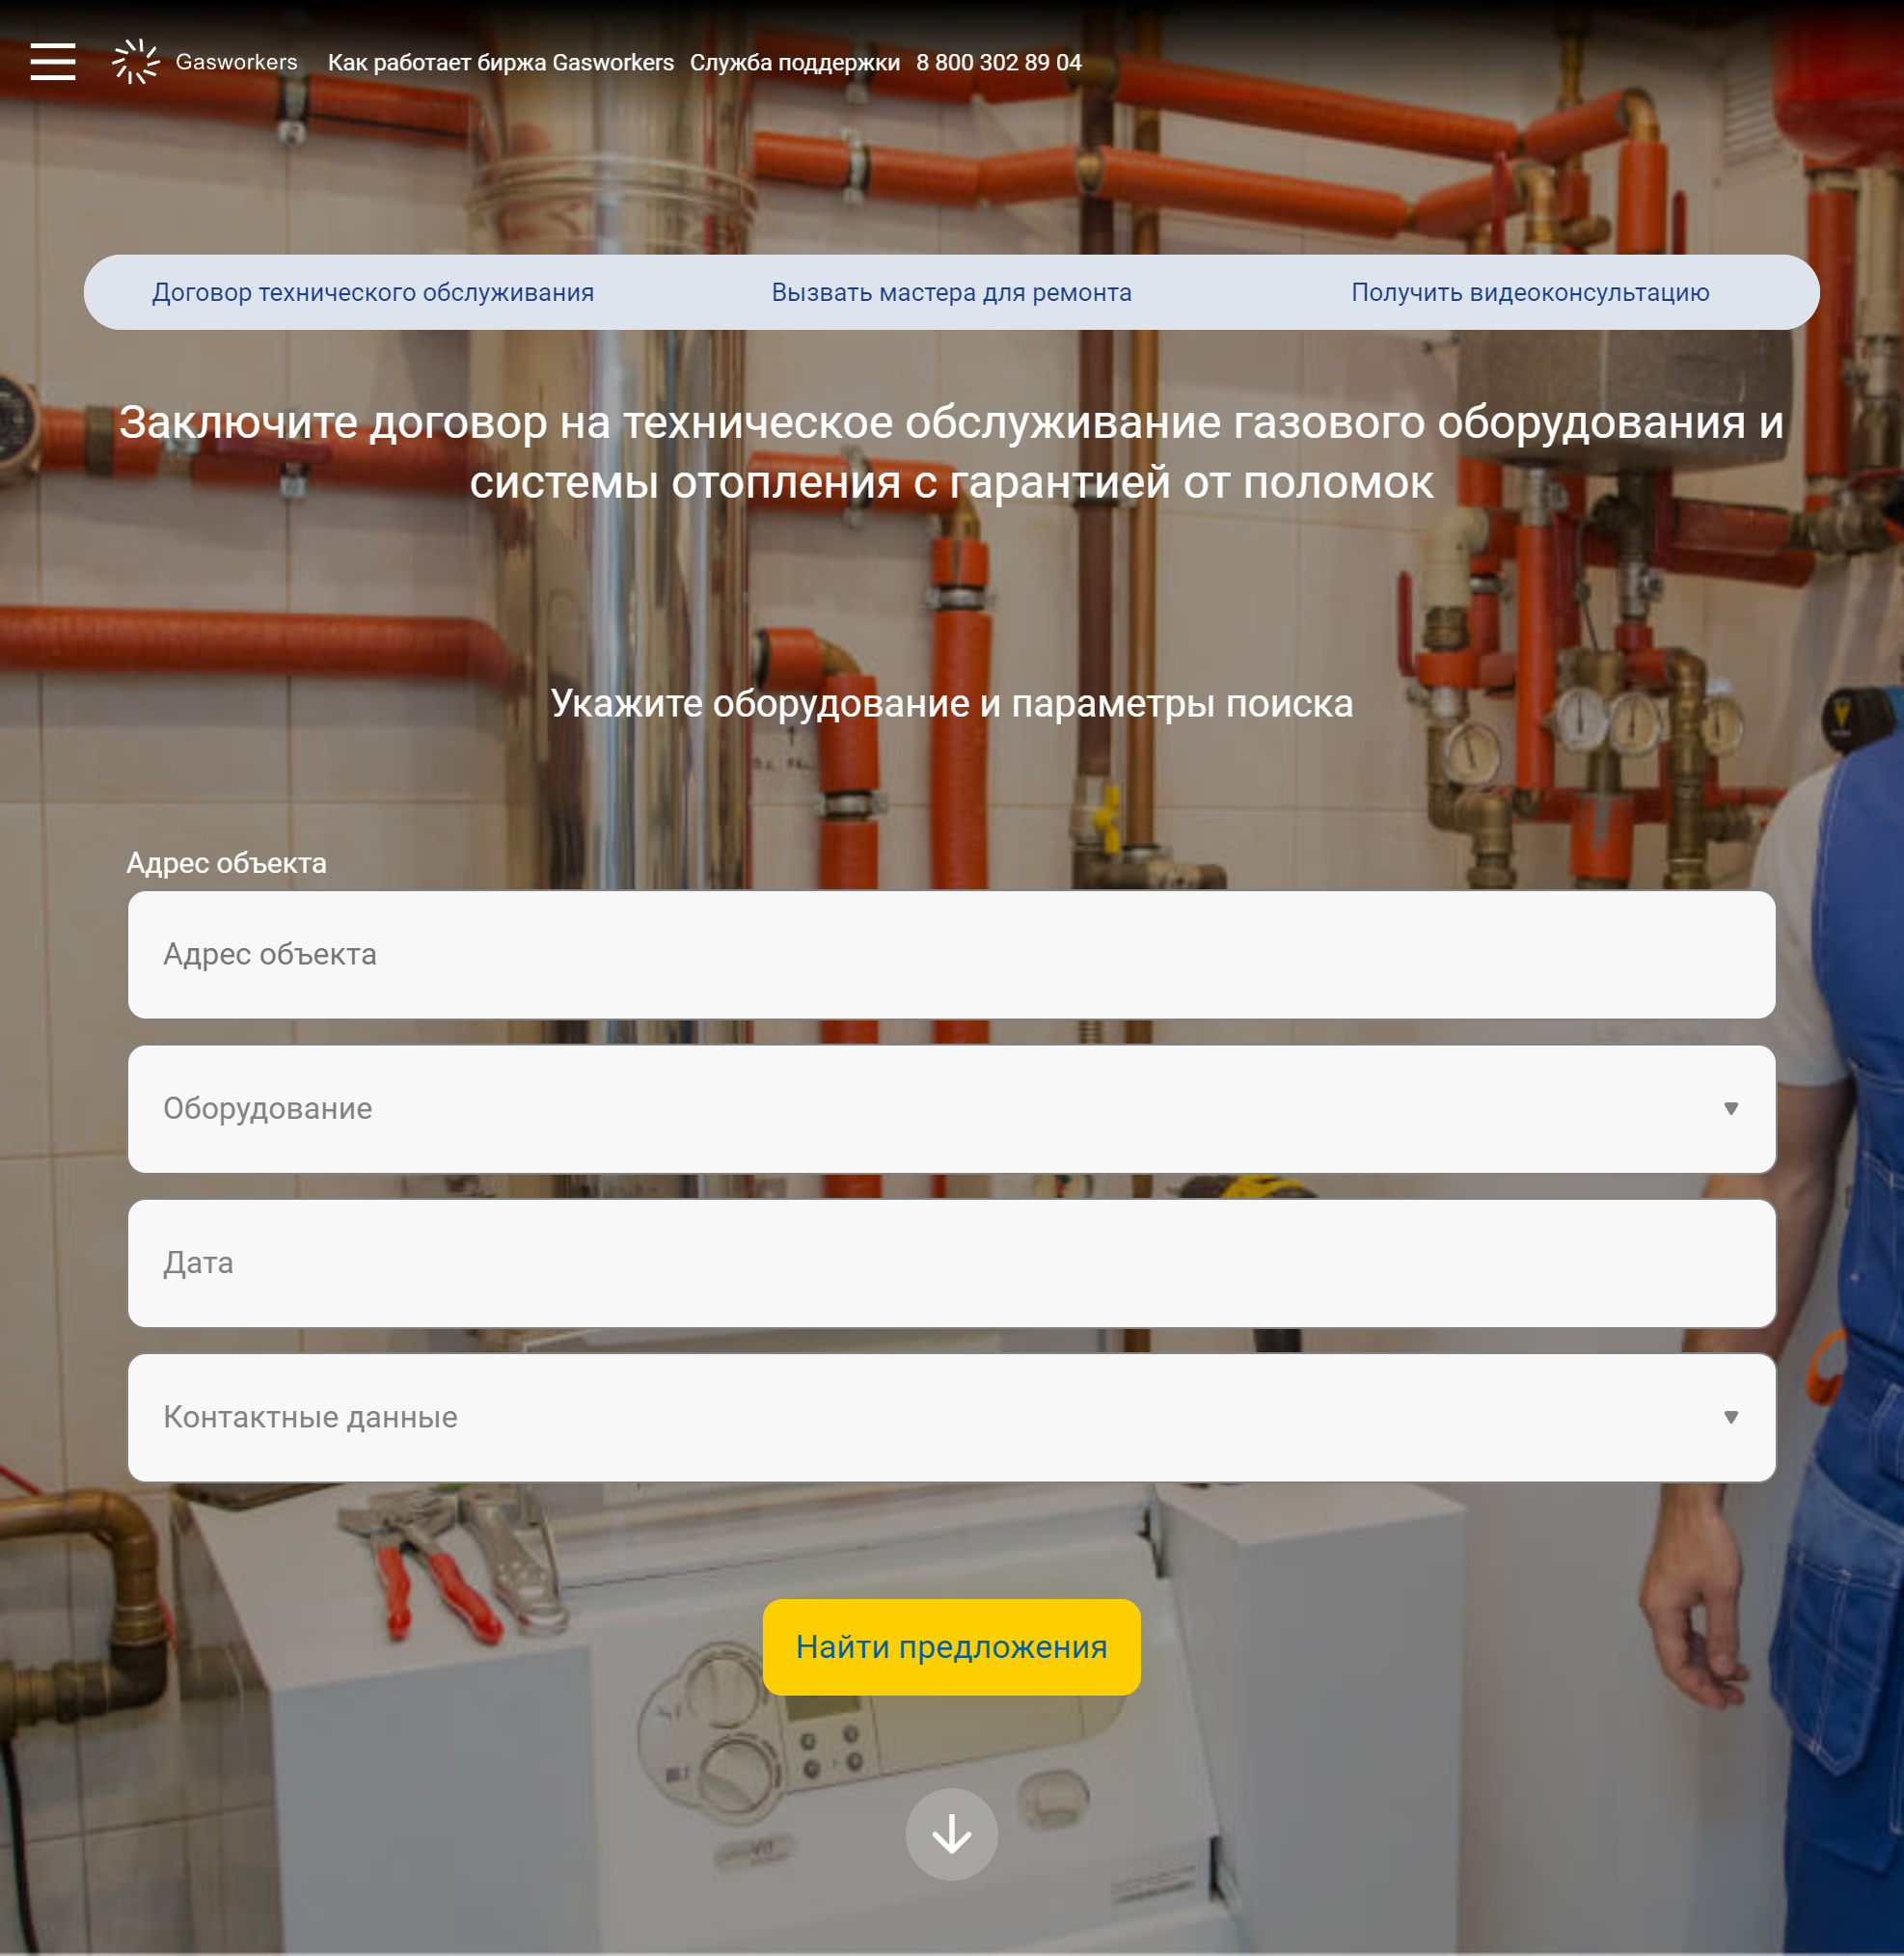 Gasworkers Как работает биржа Gasworkers Служба поддержки 8 800 302 89 04
Договор технического обслуживания Вызвать мастера для ремонта Получить видеоконсультацию
Заключите договор на техническое обслуживание газового оборудования и
системы отопления с гарантией от поломок
Укажите оборудование и параметры поиска
Адрес объекта
Адрес объекта
Оборудование
Дата
Контактные данные
Найти предложения